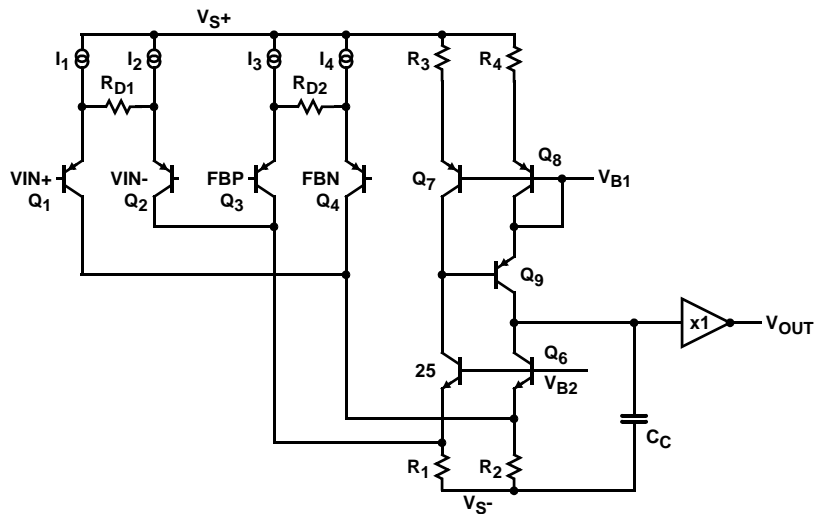 VS+
I1
I2
I3
I4
R3
R4
RD1
RD2
VIN+
Q1
VIN-
Q2
FBP
Q3
FBN
Q4
Q7
Q8
VB1
Q9
x1
VOUT
25
Q6
VB2
CC
R1
R2
VS-